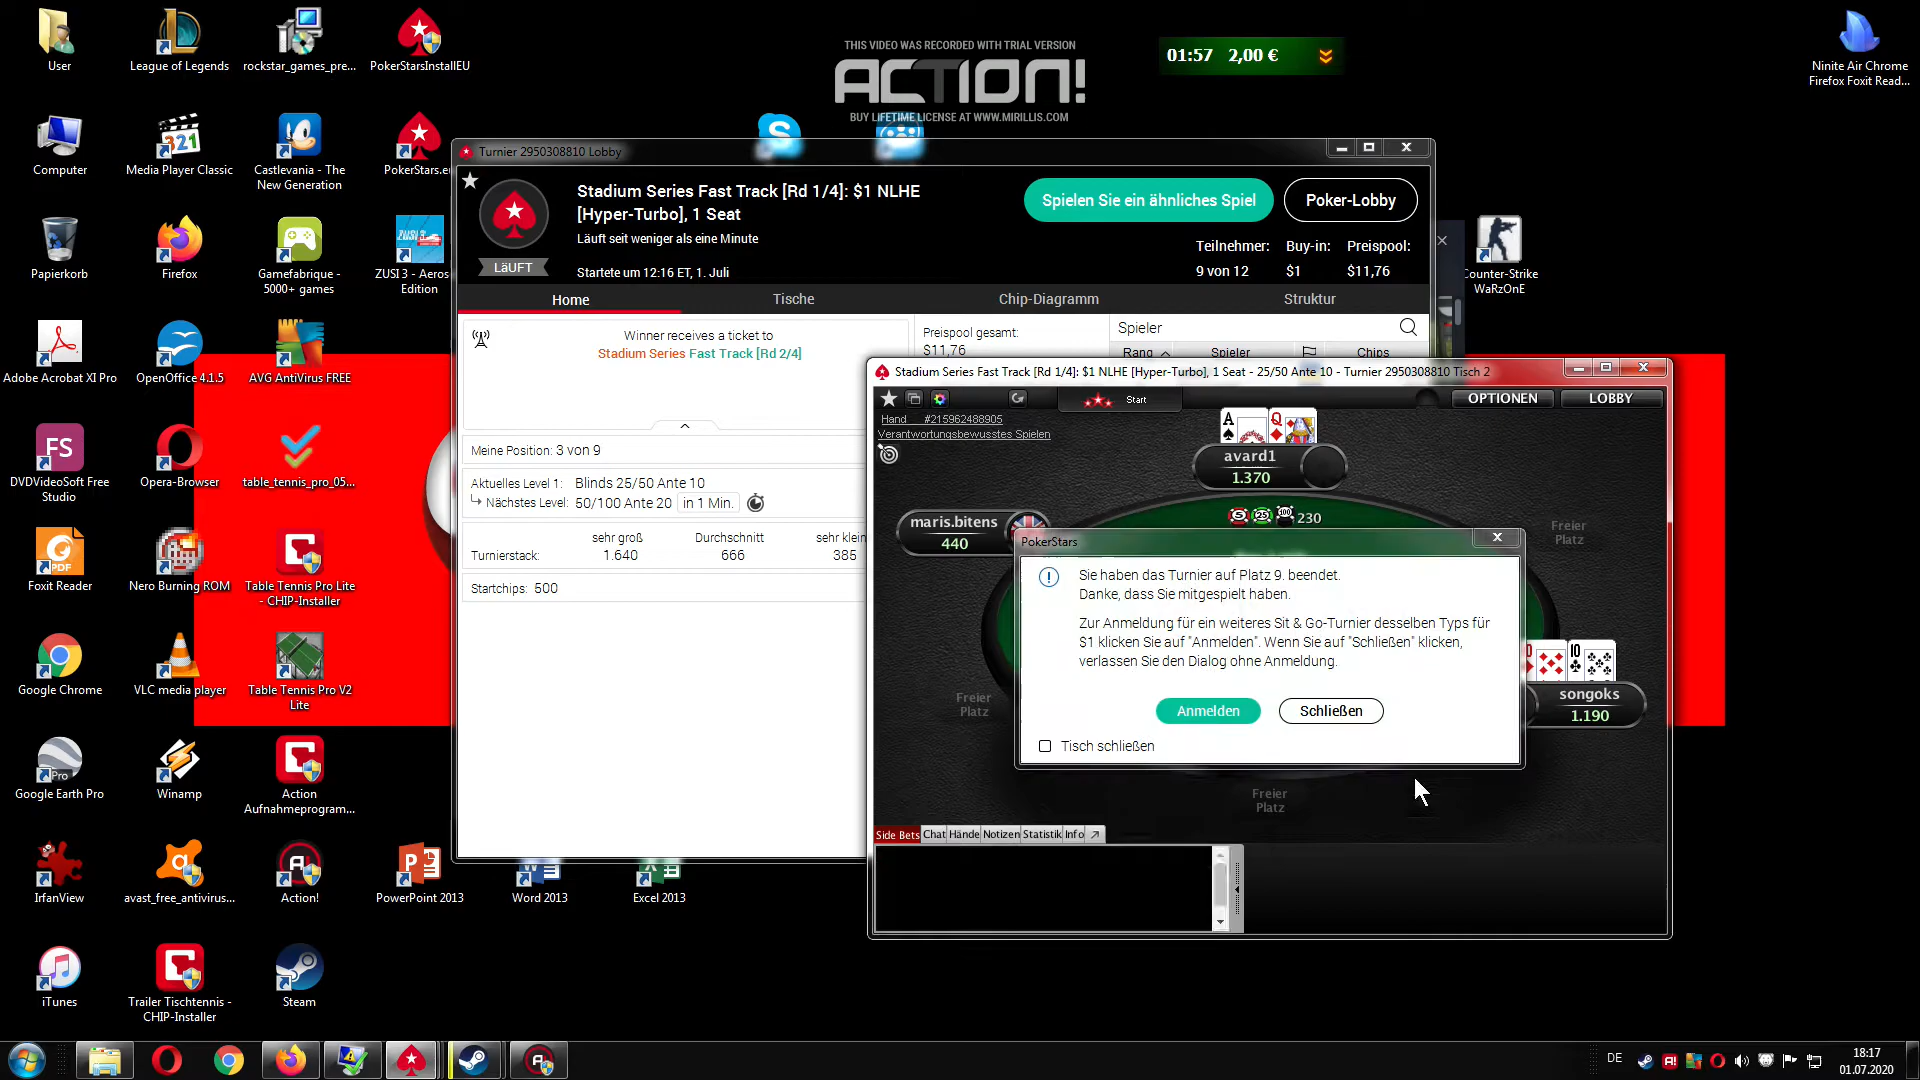 User
League of Legends
rockstar_games_pre...
PokerStarsInstallEU
Computer
Media Player Classic
Castlevania - The
New Generation
PokerStars.eu
Papierkorb
Firefox
Gamefabrique -
5000+ games
ZUSI 3 - Aeros
Edition
Adobe Acrobat XI Pro
OpenOffice 4.1.5
AVG AntiVirus FREE
DVDVideoSoft Free
Studio
Opera-Browser
table_tennis_pro_05...
Foxit Reader
Nero Burning ROM
Table Tennis Pro Lite
- CHIP-Installer
Google Chrome
VLC media player
Table Tennis Pro V2
Lite
Google Earth Pro
Winamp
Action
Aufnahmeprogram...
IrfanView
avast_free_antivirus...
Action!
PowerPoint 2013
Word 2013
Excel 2013
iTunes
Trailer Tischtennis -
CHIP-Installer
Steam
THIS VIDEO WAS RECORDED WITH TRIAL VERSION
ACTION!
BUY LIFETIME LICENSE AT WWW.MIRILLIS.COM
01:57 2,00 €
Ninite Air Chrome
Firefox Foxit Read...
Counter-Strike
WaRzOnE
Turnier 2950308810 Lobby
Stadium Series Fast Track [Rd 1/4]: $1 NLHE
[Hyper-Turbo], 1 Seat
Läuft seit weniger als eine Minute
LäUFT
Startete um 12:16 ET, 1. Juli
Spielen Sie ein ähnliches Spiel
Poker-Lobby
Teilnehmer: Buy-in: Preispool:
9 von 12 $1 $11,76
Home Tische Chip-Diagramm Struktur
Winner receives a ticket to
Stadium Series Fast Track [Rd 2/4]
Preispool gesamt:
$11,76
Spieler
Rang Spieler Chips
Meine Position: 3 von 9
Aktuelles Level 1: Blinds 25/50 Ante 10
Nächstes Level: 50/100 Ante 20 in 1 Min.
sehr groß Durchschnitt sehr klein
Turnierstack: 1.640 666 385
Startchips: 500
Stadium Series Fast Track [Rd 1/4]: $1 NLHE [Hyper-Turbo], 1 Seat - 25/50 Ante 10 - Turnier 2950308810 Tisch 2
Start
OPTIONEN
LOBBY
Hand #215962488905
Verantwortungsbewusstes Spielen
A Q
avard1
1.370
maris.bitens
440
5 25 100 230
Freier
Platz
PokerStars
Sie haben das Turnier auf Platz 9. beendet.
Danke, dass Sie mitgespielt haben.
Zur Anmeldung für ein weiteres Sit & Go-Turnier desselben Typs für
$1 klicken Sie auf "Anmelden". Wenn Sie auf "Schließen" klicken,
verlassen Sie den Dialog ohne Anmeldung.
Anmelden
Schließen
Tisch schließen
Freier
Platz
10
songoks
1.190
Freier
Platz
Side Bets Chat Hände Notizen Statistik Info
DE
18:17
01.07.2020